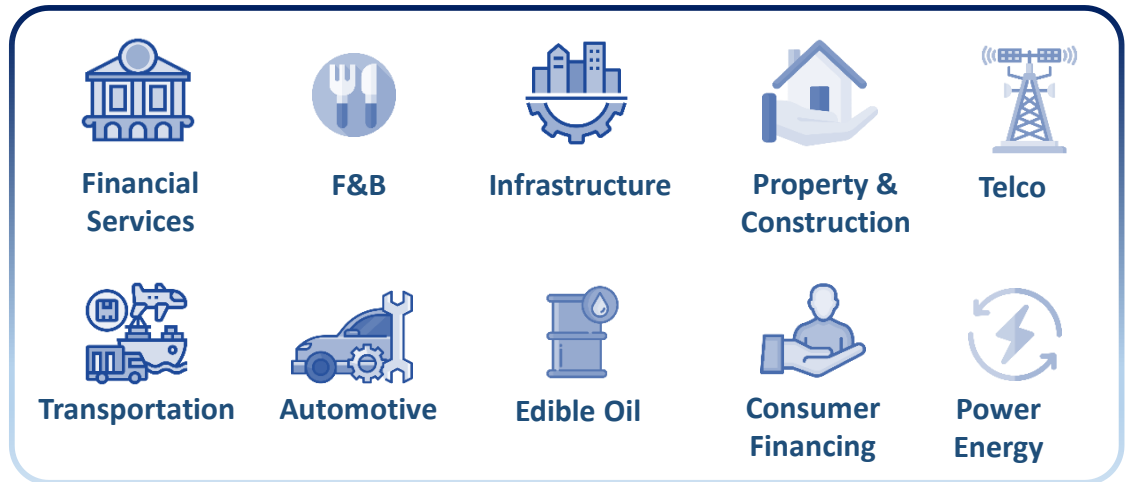 Financial
Services
F&B
Infrastructure
Property &
Construction
Telco
Transportation
Automotive
Edible Oil
Consumer
Financing
Power
Energy